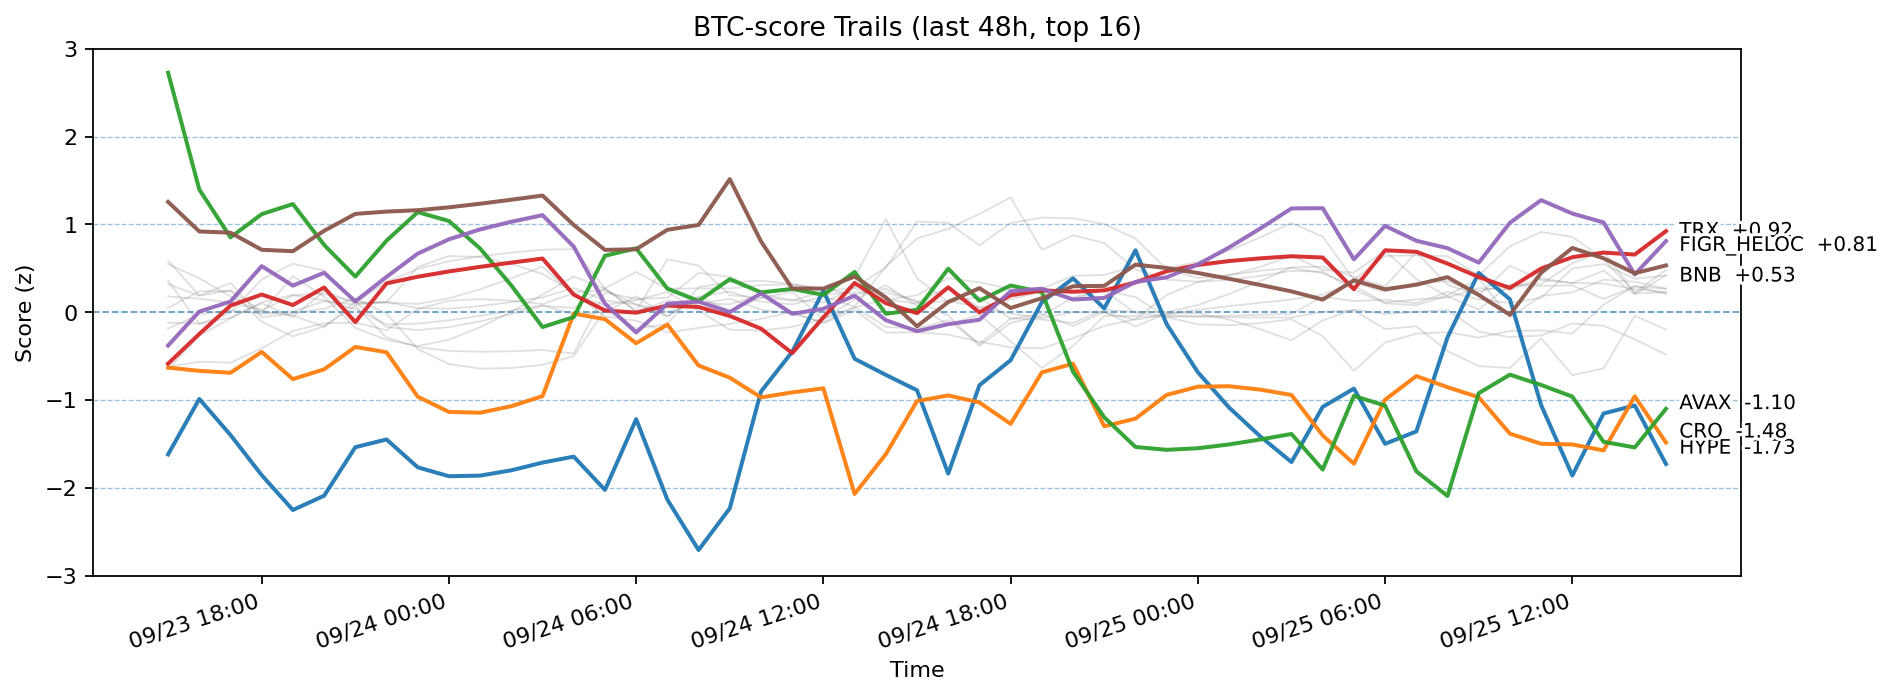 BTC-score Trails (last 48h, top 16)
Score (z)
3
2
1
0
−1
−2
−3
TRX +0.92
FIGR_HELOC +0.81
BNB +0.53
AVAX -1.10
CRO -1.48
HYPE -1.73
09/23 18:00
09/24 00:00
09/24 06:00
09/24 12:00
09/24 18:00
09/25 00:00
09/25 06:00
09/25 12:00
Time